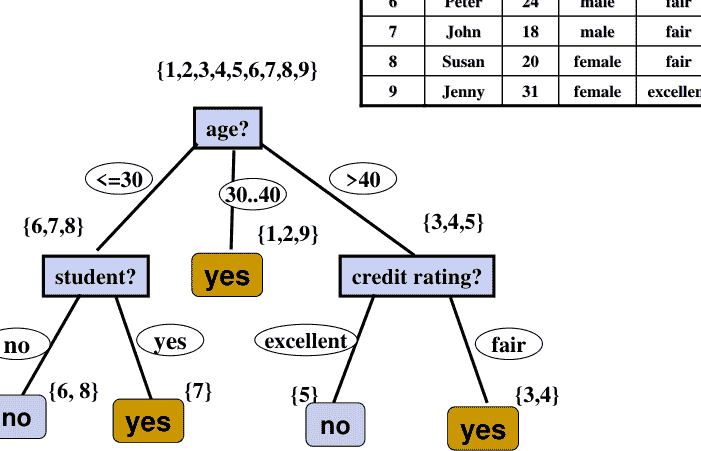 6 Peter 24 male fair
7 John 18 male fair
8 Susan 20 female fair
9 Jenny 31 female
{1,2,3,4,5,6,7,8,9}
age?
<=30
30..40
>40
{6,7,8}
{1,2,9}
{3,4,5}
student?
yes
credit rating?
no
yes
excellent
fair
{6, 8}
{7}
{5}
{3,4}
no
yes
no
yes